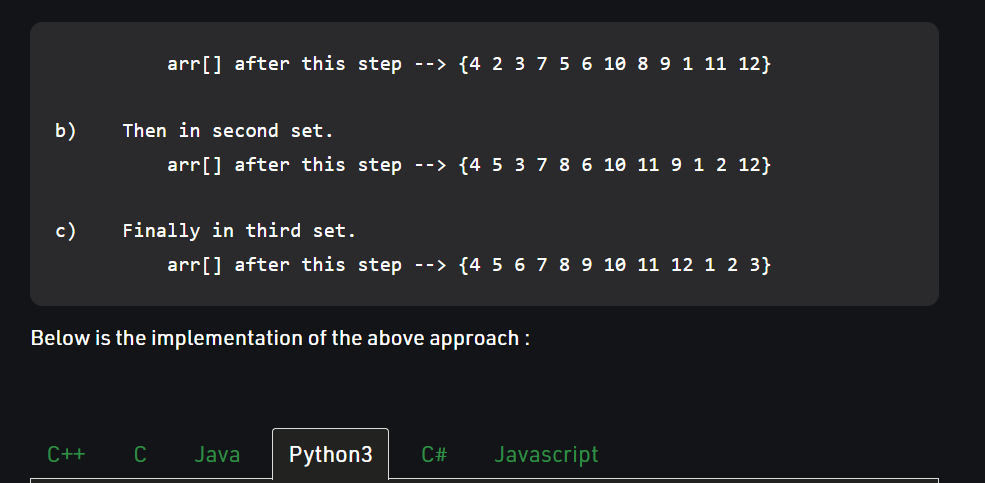 arr[] after this step --> {4 2 3 7 5 6 10 8 9 1 11 12}
b) Then in second set.
arr[] after this step --> {4 5 3 7 8 6 10 11 9 1 2 12}
c) Finally in third set.
arr[] after this step --> {4 5 6 7 8 9 10 11 12 1 2 3}
Below is the implementation of the above approach :
C++ C Java Python3 C# Javascript